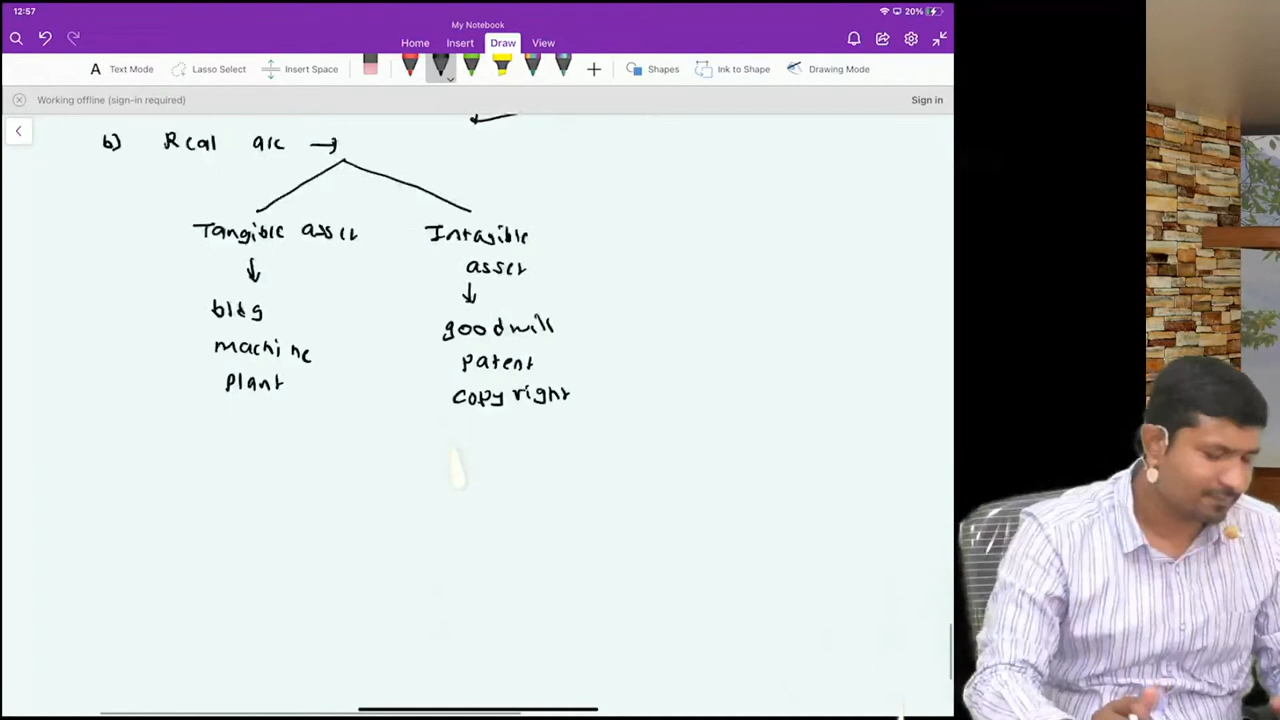 12:57
20%
My Notebook
Home Insert Draw View
A Text Mode Lasso Select Insert Space Shapes Ink to Shape Drawing Mode
Working offline (sign-in required) Sign in
b) Real a/c →
Tangible asset Intagible
asset
↓ ↓
bldg goodwill
machine patent
plant copy right